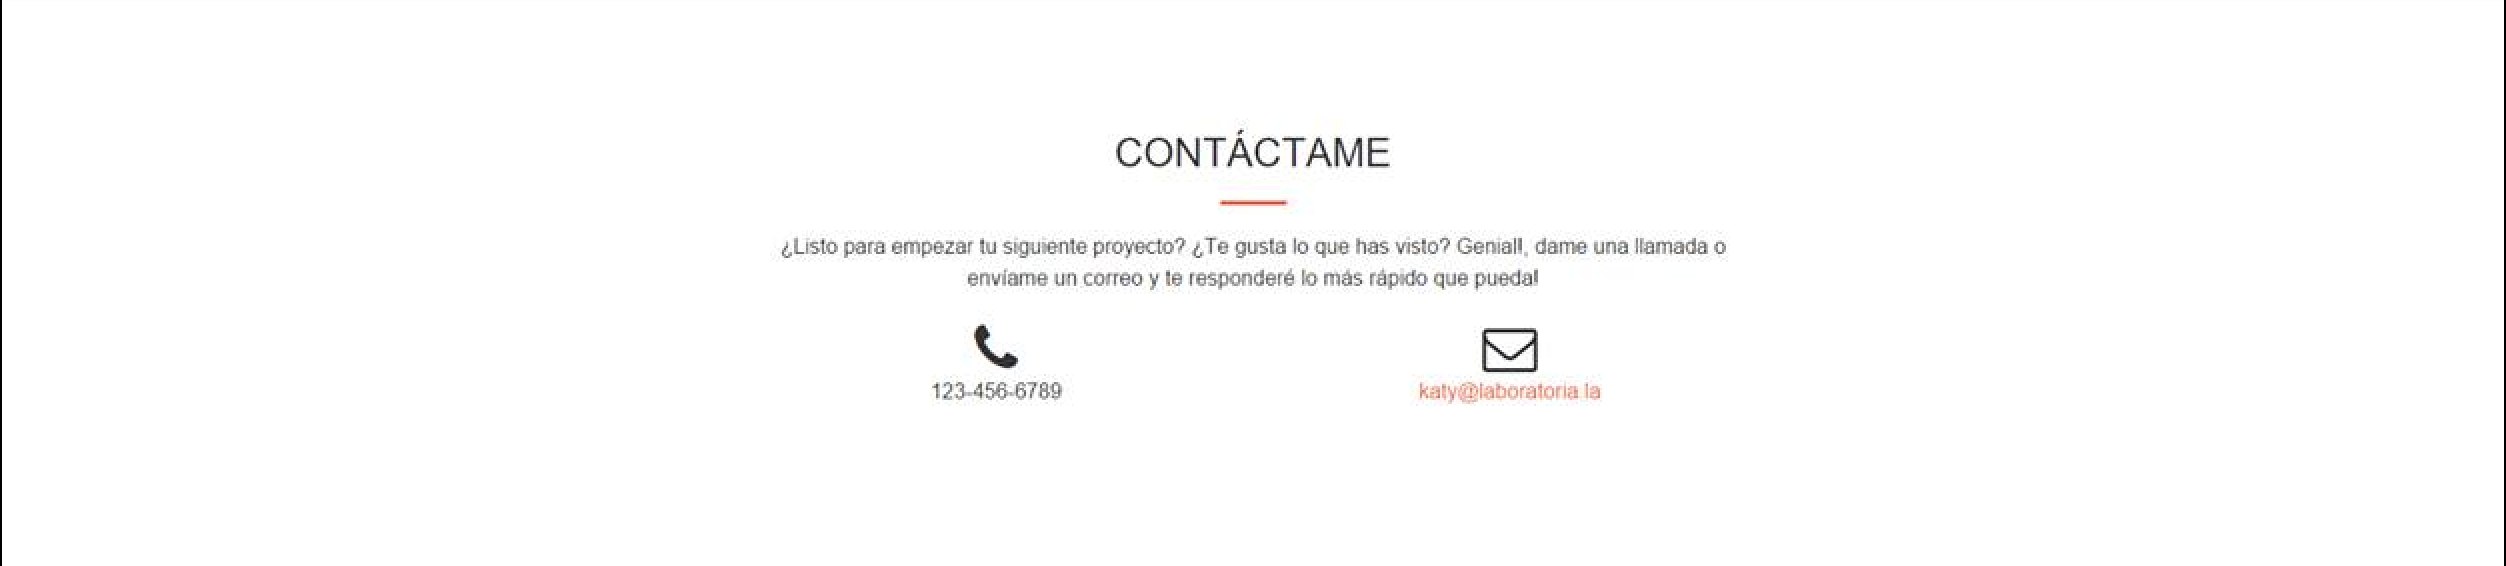 CONTÁCTAME
¿Listo para empezar tu siguiente proyecto? ¿Te gusta lo que has visto? Genial!, dame una llamada o
envíame un correo y te responderé lo más rápido que pueda!
123-456-6789
katy@laboratoria.la